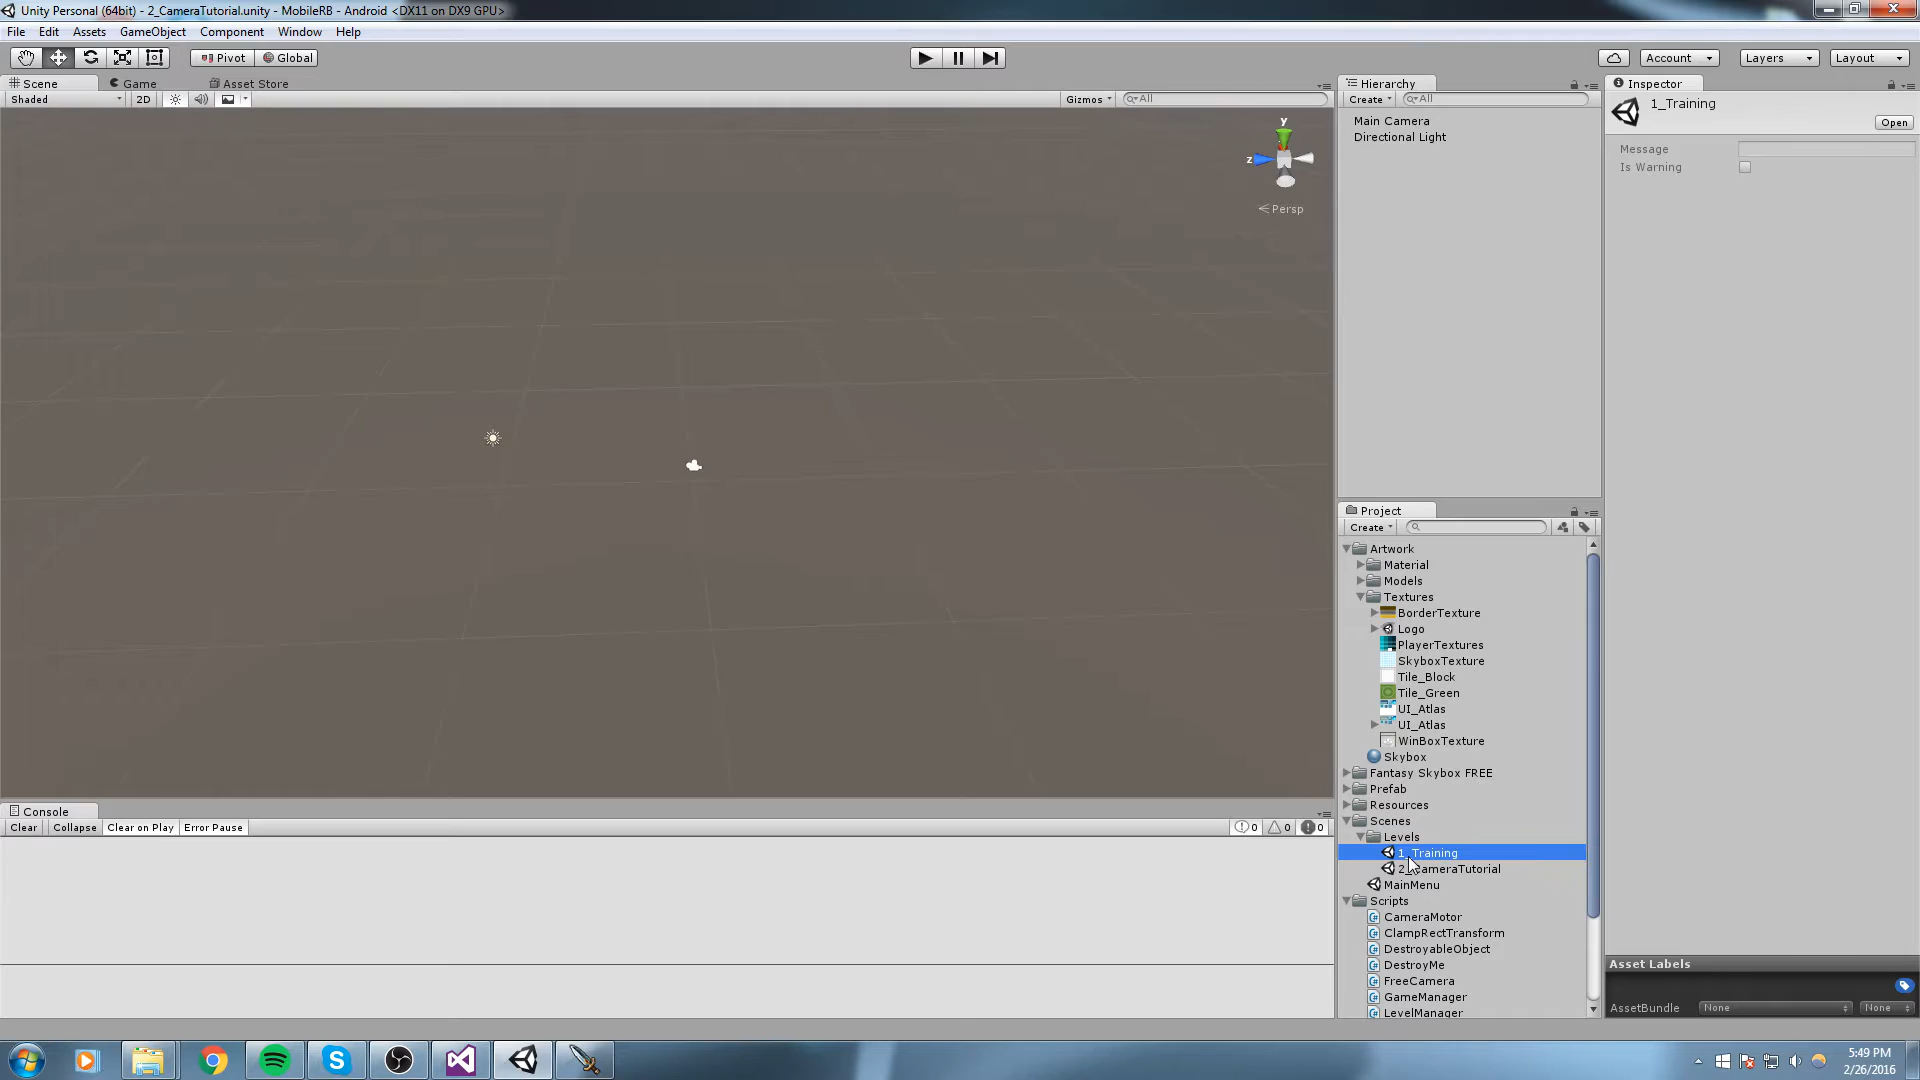 Unity Personal (64bit) - 2_CameraTutorial.unity - MobileRB - Android <DX11 on DX9 GPU>
File Edit Assets GameObject Component Window Help
Pivot Global Account Layers Layout
Scene Game Asset Store
Shaded 2D Gizmos All
y
z
Persp
Hierarchy
Create All
Main Camera
Directional Light
Inspector
1_Training
Open
Message
Is Warning
Project
Create
Artwork
Material
Models
Textures
BorderTexture
Logo
PlayerTextures
SkyboxTexture
Tile_Block
Tile_Green
UI_Atlas
UI_Atlas
WinBoxTexture
Skybox
Fantasy Skybox FREE
Prefab
Resources
Scenes
Levels
1_Training
2_CameraTutorial
MainMenu
Scripts
CameraMotor
ClampRectTransform
DestroyableObject
DestroyMe
FreeCamera
GameManager
LevelManager
Console
Clear Collapse Clear on Play Error Pause 0 0 0
Asset Labels
AssetBundle None None
5:49 PM
2/26/2016